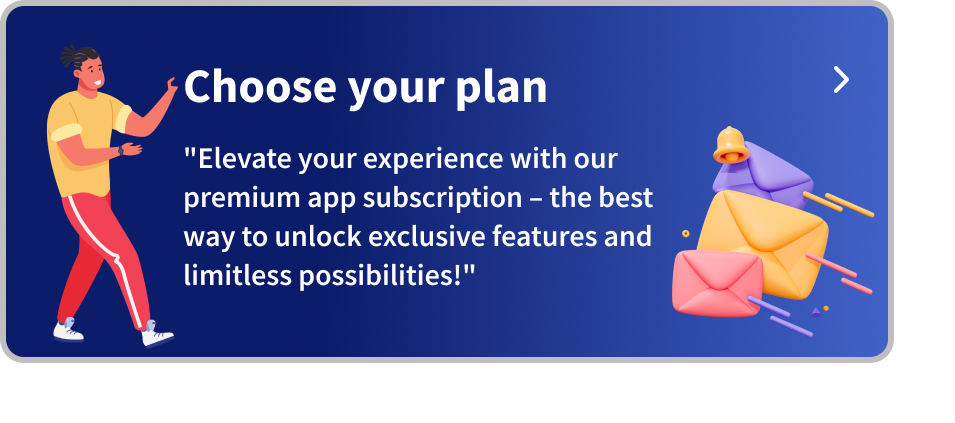 Choose your plan
"Elevate your experience with our
premium app subscription – the best
way to unlock exclusive features and
limitless possibilities!"